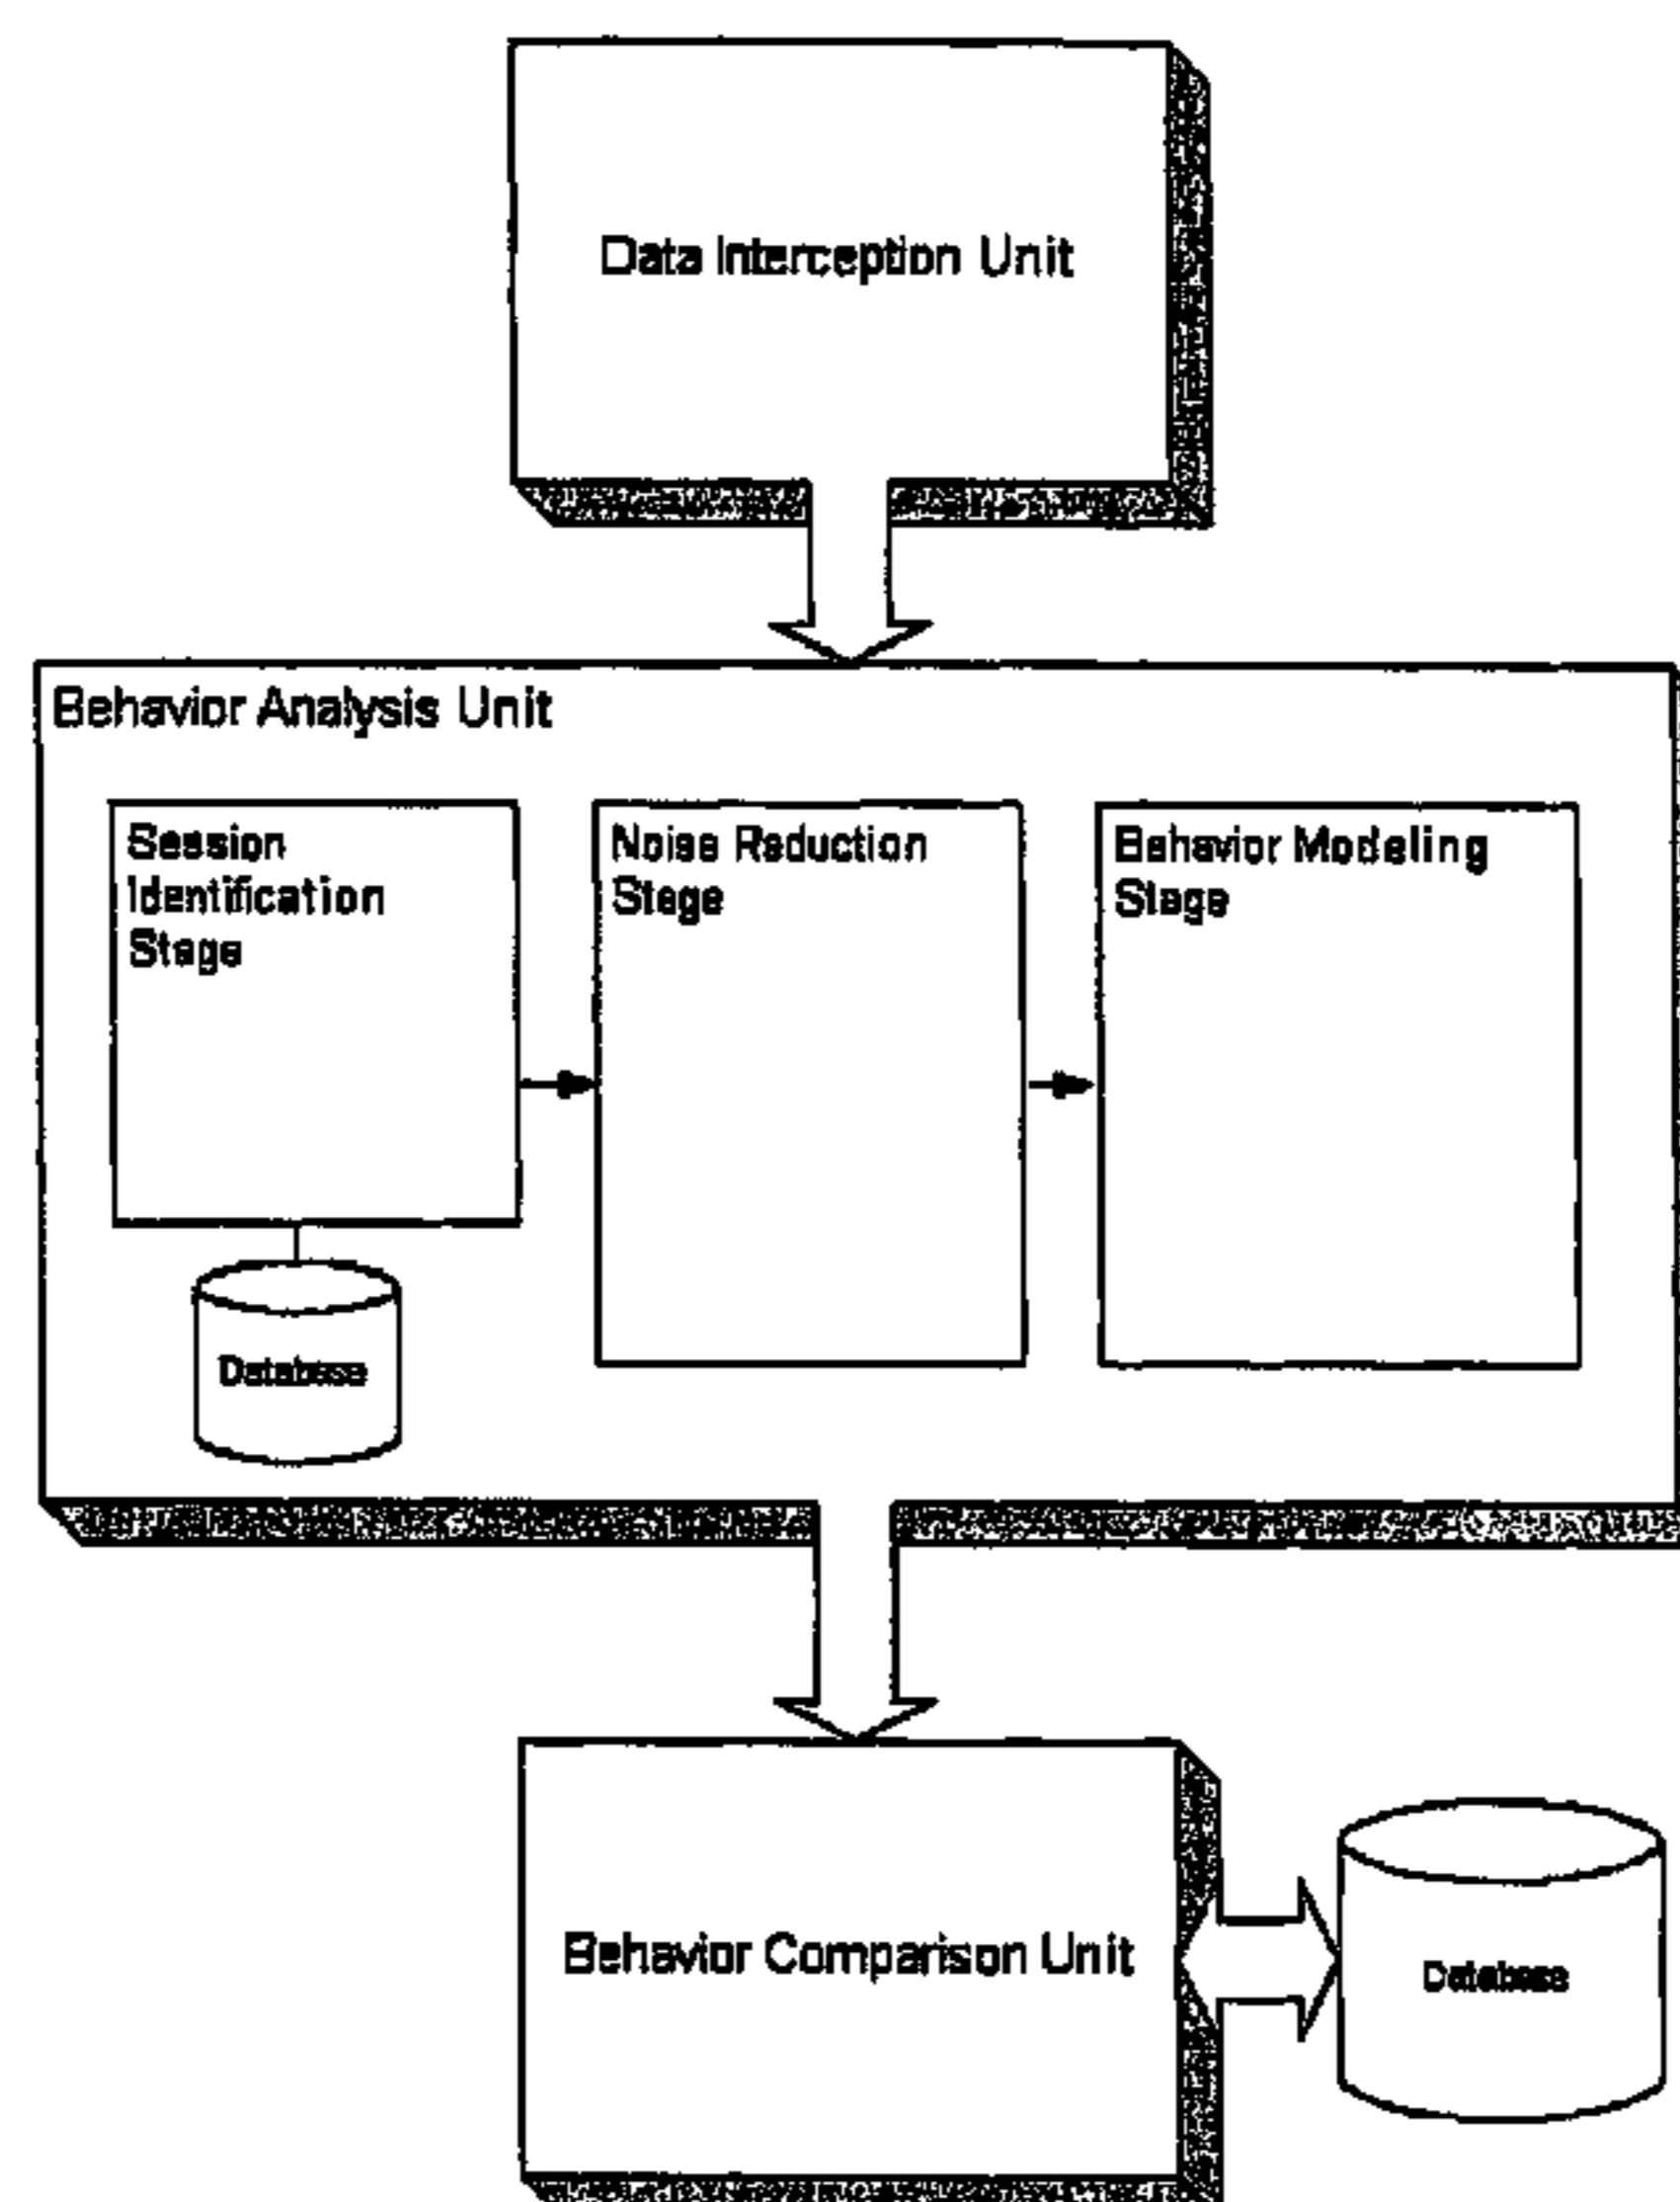 Data Interception Unit
Behavior Analysis Unit
Session
Identification
Stage
Noise Reduction
Stage
Behavior Modeling
Stage
Database
Behavior Comparison Unit
Database